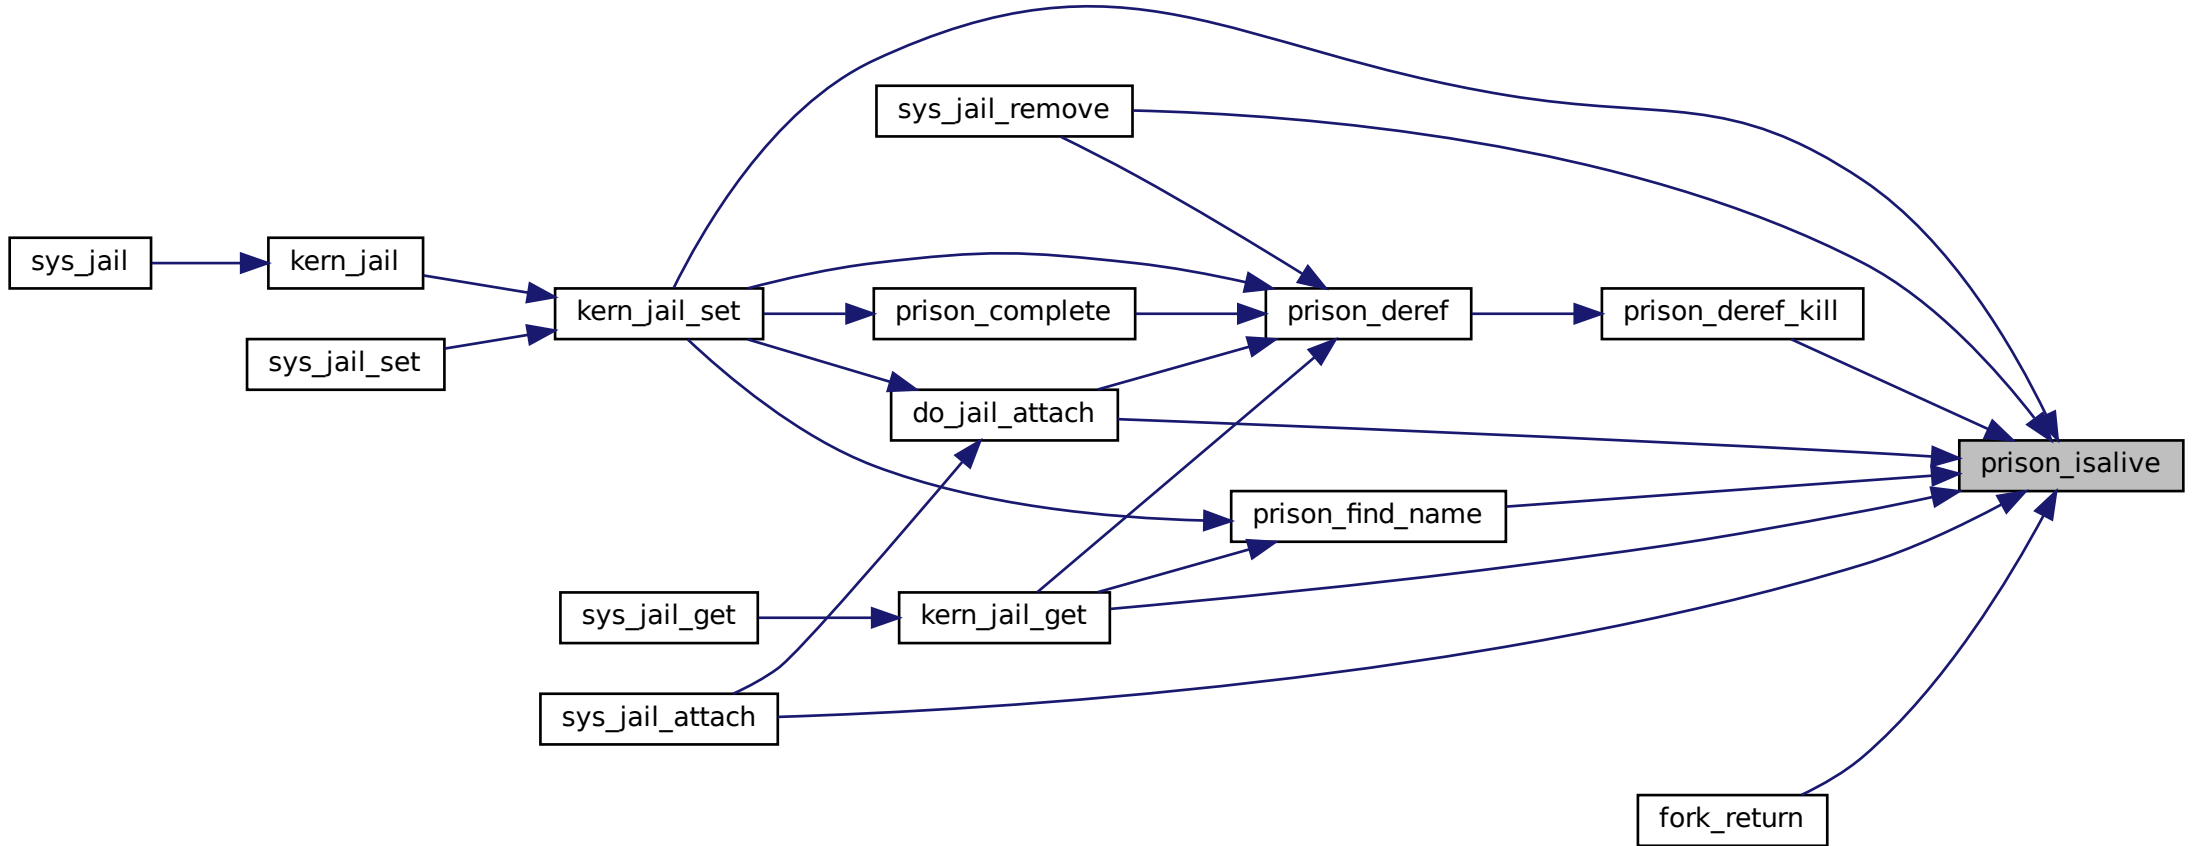 sys_jail_remove
sys_jail
kern_jail
kern_jail_set
prison_complete
prison_deref
prison_deref_kill
sys_jail_set
do_jail_attach
prison_isalive
prison_find_name
sys_jail_get
kern_jail_get
sys_jail_attach
fork_return